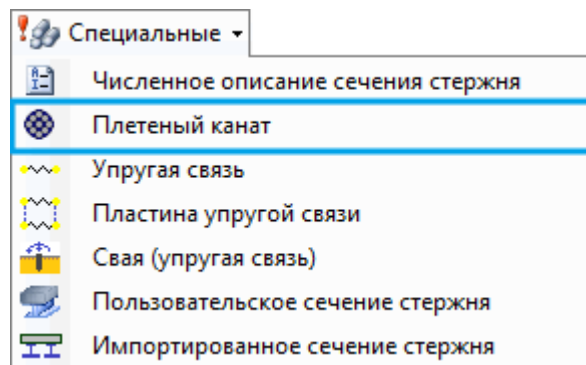 Специальные
Численное описание сечения стержня
Плетеный канат
Упругая связь
Пластина упругой связи
Свая (упругая связь)
Пользовательское сечение стержня
Импортированное сечение стержня